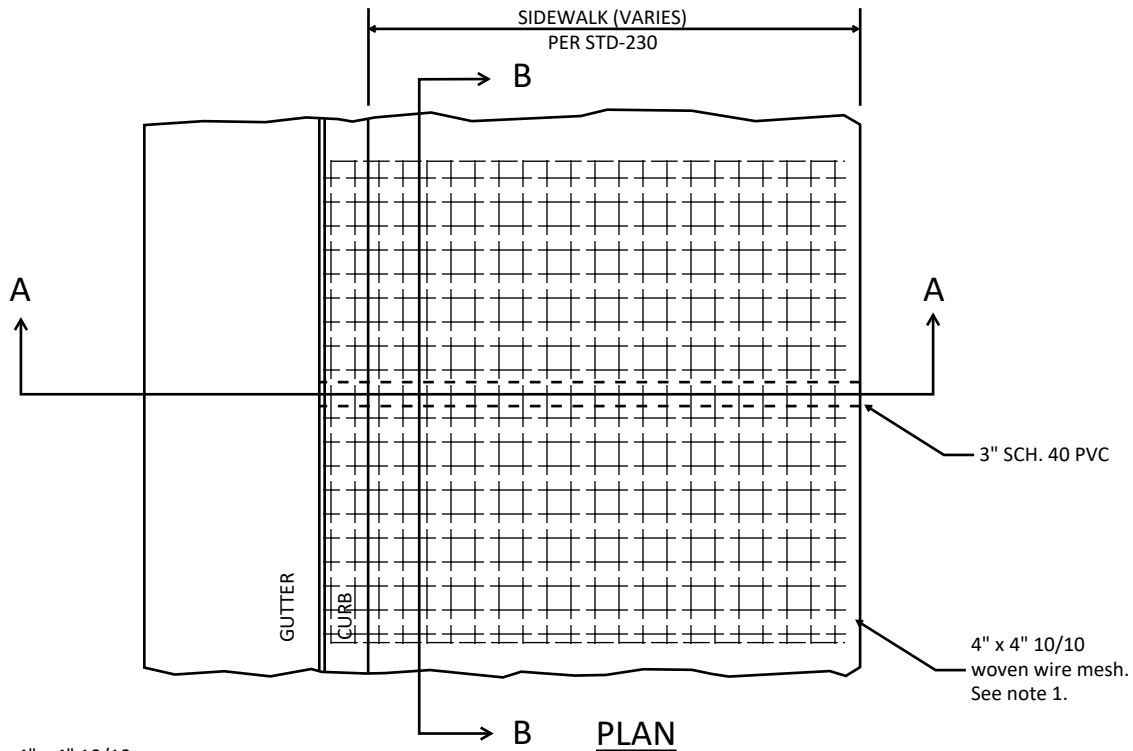 SIDEWALK (VARIES)
PER STD-230
B
A
A
3" SCH. 40 PVC
GUTTER
CURB
4" x 4" 10/10
woven wire mesh.
See note 1.
B
PLAN